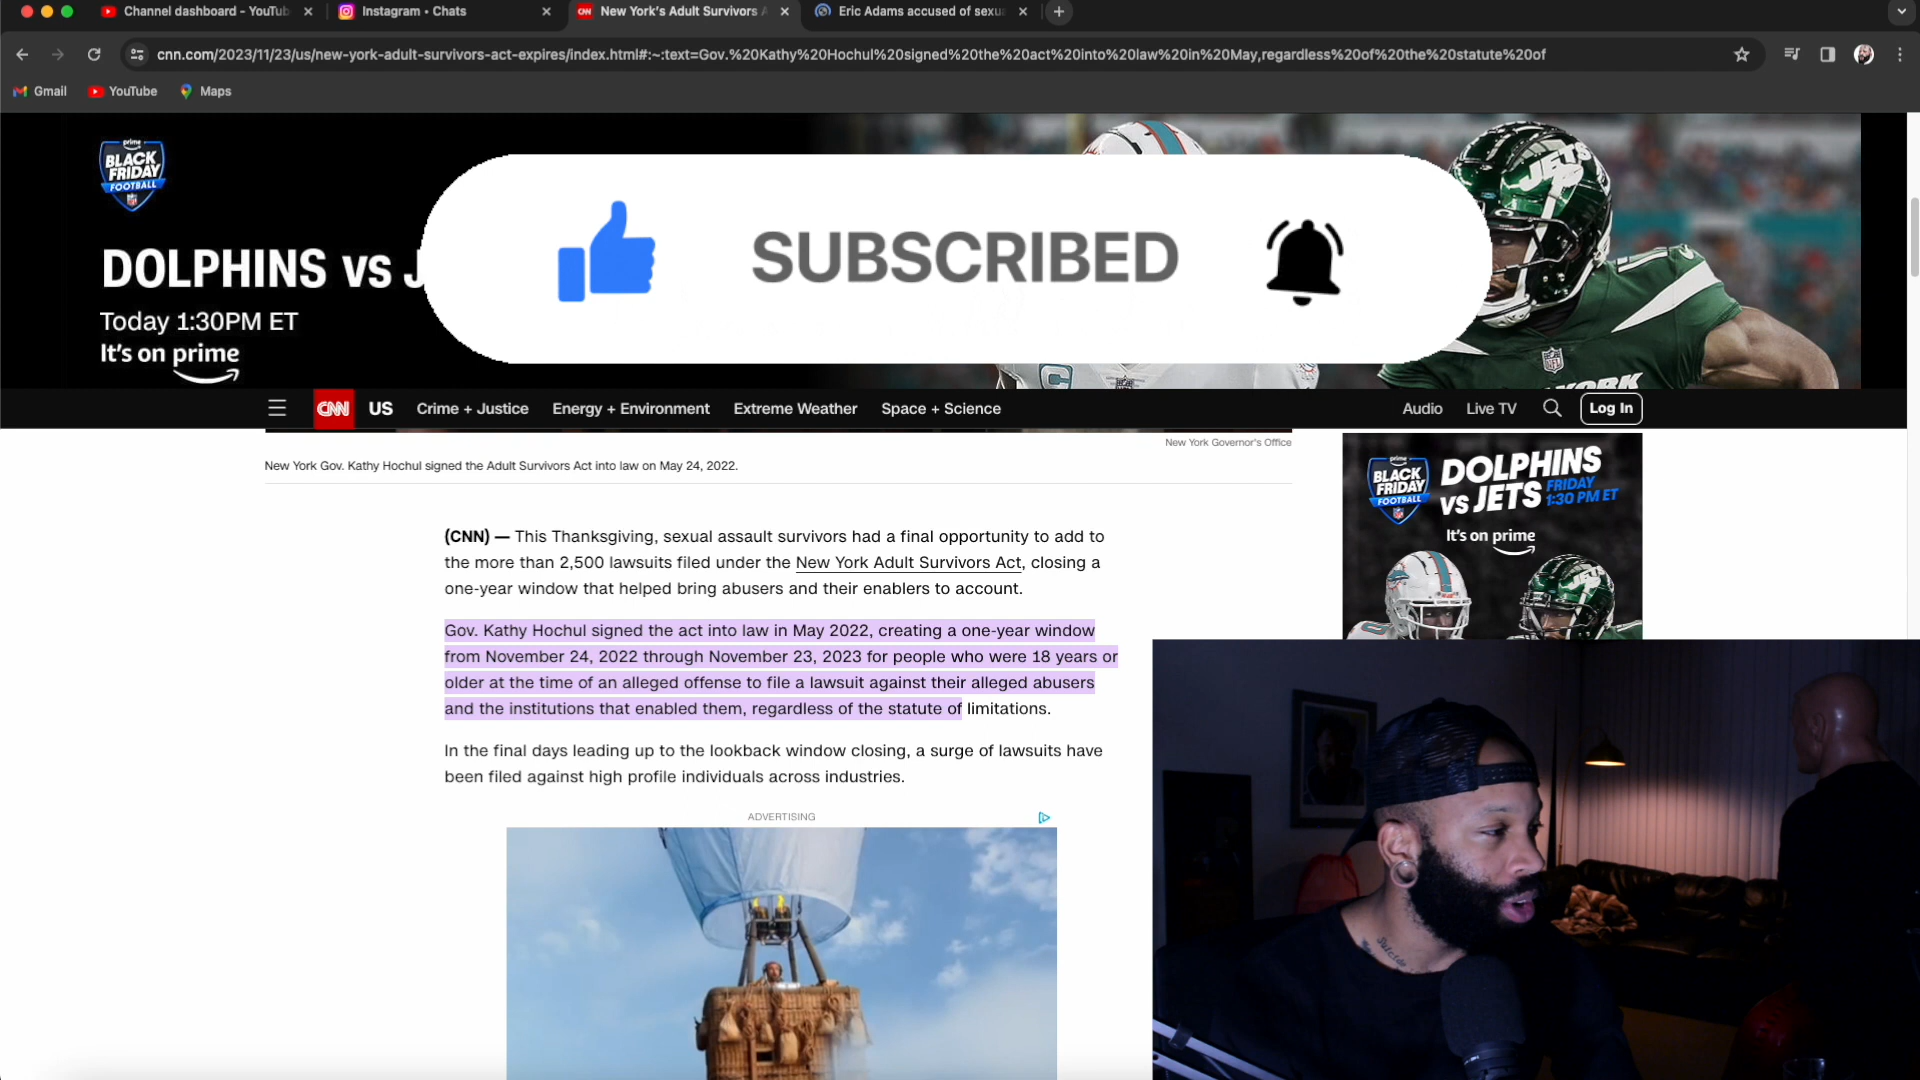 Channel dashboard - YouTub
Instagram • Chats
New York's Adult Survivors A
Eric Adams accused of sexu
cnn.com/2023/11/23/us/new-york-adult-survivors-act-expires/index.html#:~:text=Gov.%20Kathy%20Hochul%20signed%20the%20act%20into%20law%20in%20May,regardless%20of%20the%20statute%20of
Gmail
YouTube
Maps
prime
BLACK
FRIDAY
FOOTBALL
DOLPHINS VS J
Today 1:30PM ET
It's on prime
SUBSCRIBED
JETS
YORK
CNN
US
Crime + Justice
Energy + Environment
Extreme Weather
Space + Science
Audio
Live TV
Log In
New York Governor's Office
New York Gov. Kathy Hochul signed the Adult Survivors Act into law on May 24, 2022.
(CNN) — This Thanksgiving, sexual assault survivors had a final opportunity to add to
the more than 2,500 lawsuits filed under the New York Adult Survivors Act, closing a
one-year window that helped bring abusers and their enablers to account.
Gov. Kathy Hochul signed the act into law in May 2022, creating a one-year window
from November 24, 2022 through November 23, 2023 for people who were 18 years or
older at the time of an alleged offense to file a lawsuit against their alleged abusers
and the institutions that enabled them, regardless of the statute of limitations.
In the final days leading up to the lookback window closing, a surge of lawsuits have
been filed against high profile individuals across industries.
ADVERTISING
prime
BLACK
FRIDAY
FOOTBALL
DOLPHINS
VS JETS
FRIDAY
1:30 PM ET
It's on prime